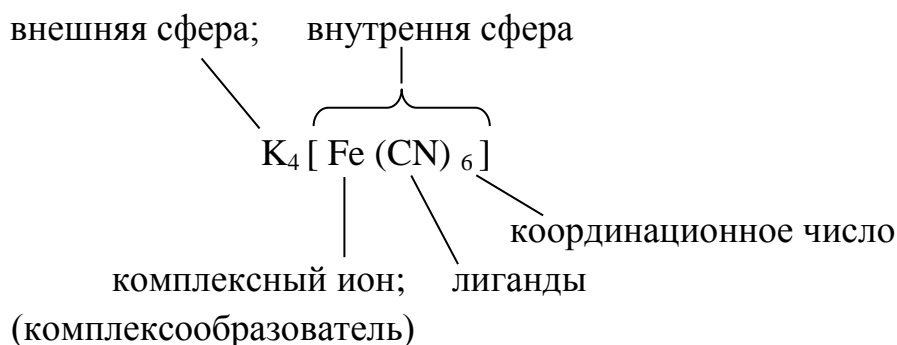 внешняя сфера; внутрення сфера
K₄ [ Fe (CN) ₆ ]
координационное число
комплексный ион; лиганды
(комплексообразователь)